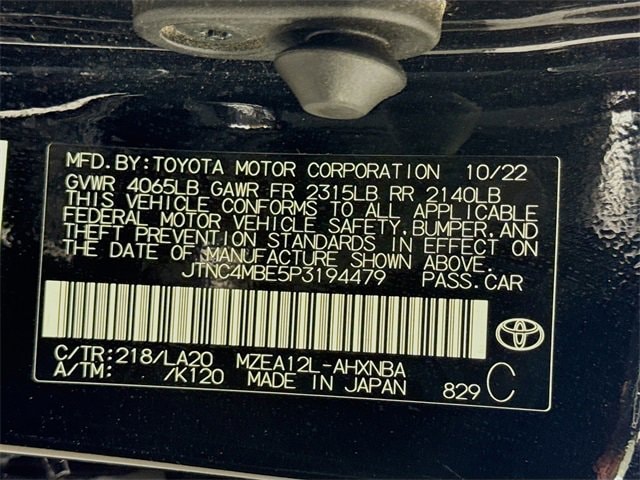 MFD.BY:TOYOTA MOTOR CORPORATION 10/22
GVWR 4065LB GAWR FR 2315LB RR 2140LB
THIS VEHICLE CONFORMS TO ALL APPLICABLE
FEDERAL MOTOR VEHICLE SAFETY,BUMPER,AND
THEFT PREVENTION STANDARDS IN EFFECT ON
THE DATE OF MANUFACTURE SHOWN ABOVE.
JTNC4MBE5P3194479 PASS.CAR
C/TR:218/LA20 MZEA12L-AHXNBA
A/TM: /K120 MADE IN JAPAN 829 C